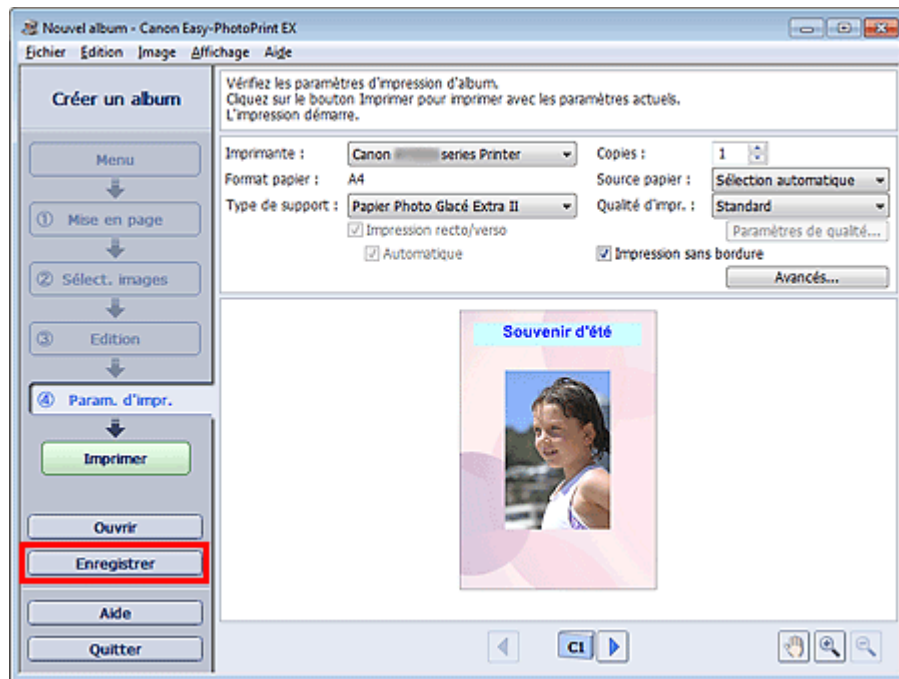 Nouvel album - Canon Easy-PhotoPrint EX
Fichier Édition Image Affichage Aide
Créer un album
Vérifiez les paramètres d'impression d'album.
Cliquez sur le bouton Imprimer pour imprimer avec les paramètres actuels.
L'impression démarre.
Menu
① Mise en page
② Sélect. images
③ Edition
④ Param. d'impr.
Imprimer
Ouvrir
Enregistrer
Aide
Quitter
Imprimante : Canon series Printer Copies : 1
Format papier : A4 Source papier : Sélection automatique
Type de support : Papier Photo Glacé Extra II Qualité d'impr. : Standard
Impression recto/verso Paramètres de qualité...
Automatique Impression sans bordure
Avancés...
Souvenir d'été
C1